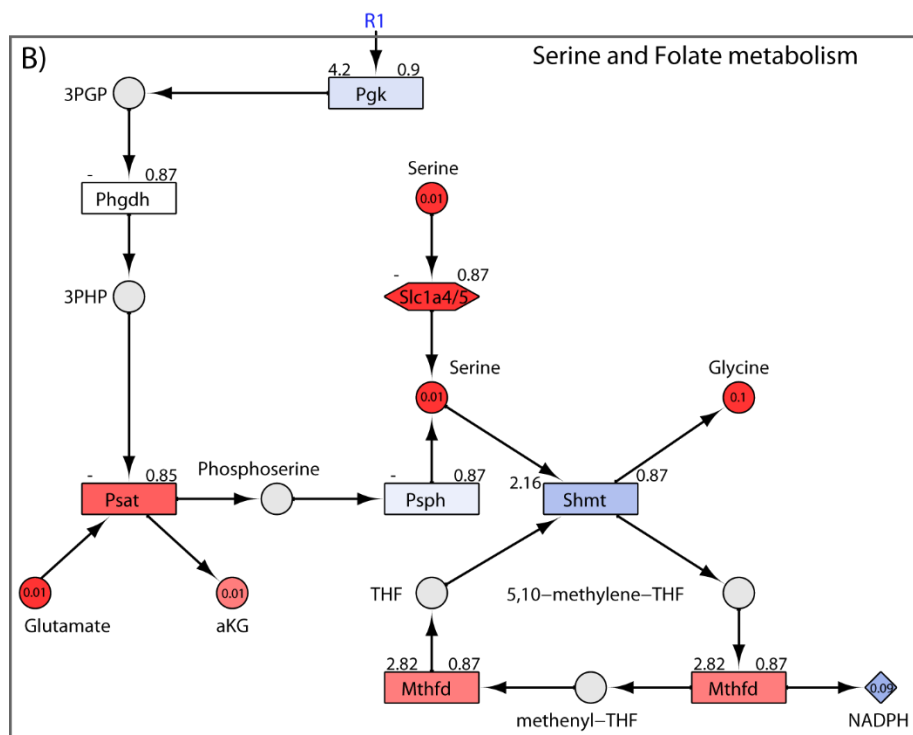 R1
B)
Serine and Folate metabolism
4.2 0.9
3PGP
Pgk
- 0.87
Phgdh
Serine
0.01
- 0.87
Slc1a4/5
3PHP
Serine
0.01
Glycine
0.1
- 0.85
Psat
Phosphoserine
- 0.87
Psph
2.16 0.87
Shmt
0.01
Glutamate
0.01
aKG
THF
5,10−methylene−THF
2.82 0.87
Mthfd
methenyl−THF
2.82 0.87
Mthfd
0.09
NADPH